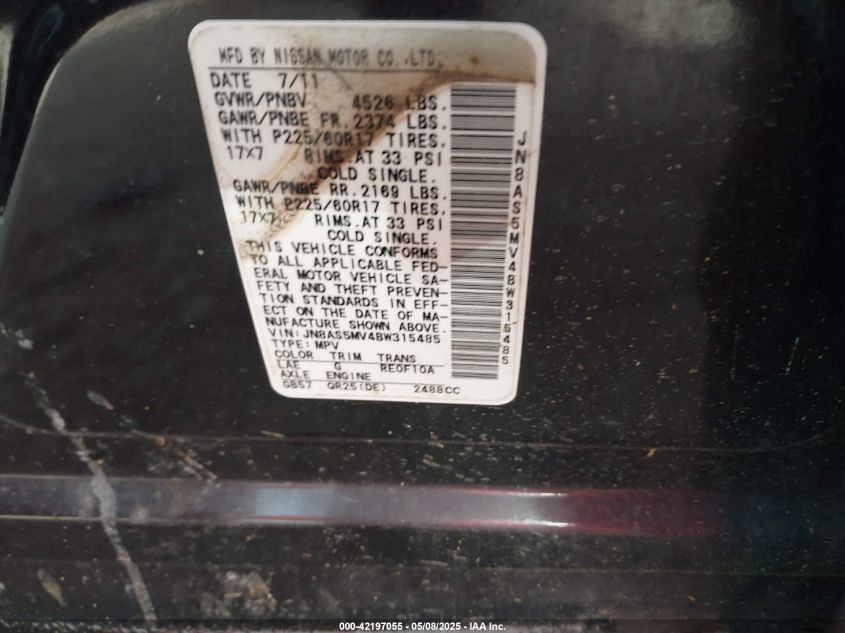 MFD BY NISSAN MOTOR CO.,LTD.
DATE 7/11
GVWR/PNBV 4526 LBS.
GAWR/PNBE FR. 2374 LBS.
WITH P225/60R17 TIRES,
17X7 RIMS.AT 33 PSI
COLD SINGLE.
GAWR/PNBE RR. 2169 LBS.
WITH P225/60R17 TIRES,
17X7 RIMS.AT 33 PSI
COLD SINGLE.
THIS VEHICLE CONFORMS
TO ALL APPLICABLE FED-
ERAL MOTOR VEHICLE SA-
FETY AND THEFT PREVEN-
TION STANDARDS IN EFF-
ECT ON THE DATE OF MA-
NUFACTURE SHOWN ABOVE.
VIN: JN8AS5MV4BW315485
TYPE: MPV
COLOR TRIM TRANS
LAE G RE0F10A
AXLE ENGINE
GB57 QR25(DE) 2488CC
JN8AS5MV4BW315485
000-42197055 - 05/08/2025 - IAA Inc.